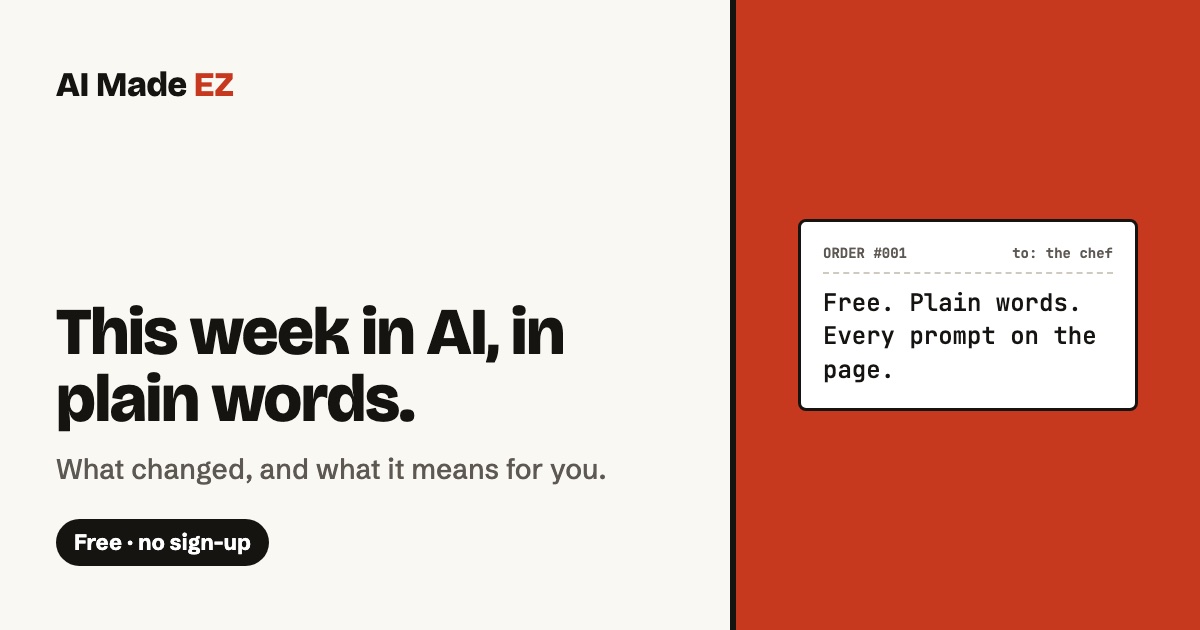 AI Made EZ
This week in AI, in
plain words.
What changed, and what it means for you.
Free · no sign-up
ORDER #001 to: the chef
Free. Plain words.
Every prompt on the
page.